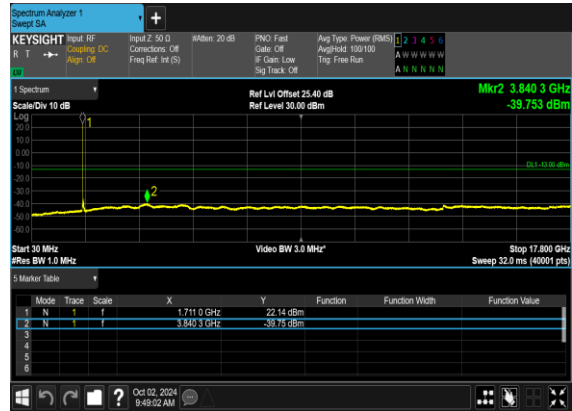 Spectrum Analyzer 1
Swept SA
+
KEYSIGHT Input: RF Input Z: 50 Ω #Atten: 20 dB PNO: Fast Avg Type: Power (RMS) 1 2 3 4 5 6
R T Coupling: DC Corrections: Off Gate: Off Avg|Hold: 100/100 A W W W W W
Align: Off Freq Ref: Int (S) IF Gain: Low Trig: Free Run
Sig Track: Off A N N N N N
1 Spectrum Ref Lvl Offset 25.40 dB Mkr2 3.840 3 GHz
Scale/Div 10 dB Ref Level 30.00 dBm -39.753 dBm
Log
20.0
10.0
0.00
-10.0
-20.0
-30.0
-40.0
-50.0
-60.0
1
2
DL1 -13.00 dBm
Start 30 MHz Video BW 3.0 MHz* Stop 17.800 GHz
#Res BW 1.0 MHz Sweep 32.0 ms (40001 pts)
5 Marker Table
Mode Trace Scale X Y Function Function Width Function Value
1 N 1 f 1.711 0 GHz 22.14 dBm
2 N 1 f 3.840 3 GHz -39.75 dBm
3
4
5
6
? Oct 02, 2024
9:49:02 AM